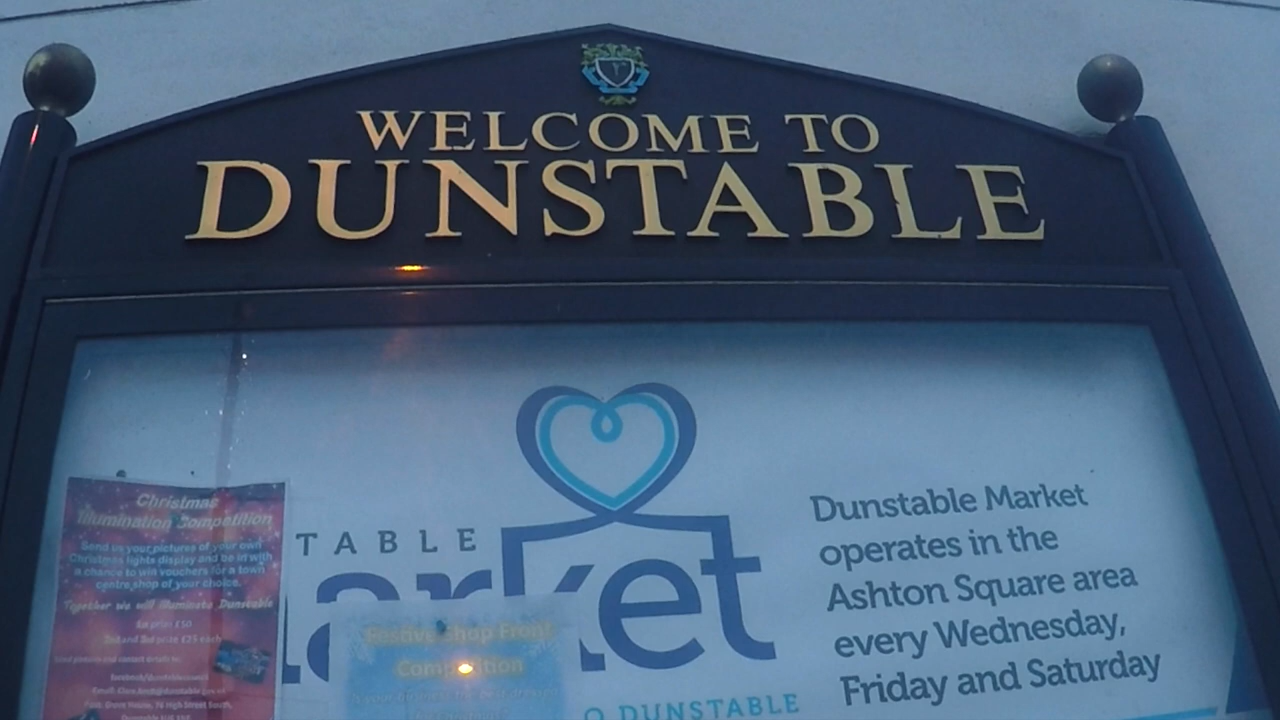 WELCOME TO
DUNSTABLE
TABLE
arket
Dunstable Market
operates in the
Ashton Square area
every Wednesday,
Friday and Saturday
Christmas
Illumination Competition
Send us your pictures of your own
Christmas lights display and be in with
a chance to win vouchers for a town
centre shop of your choice.
Together we will illuminate Dunstable
1st prize £50
2nd and 3rd prize £25 each
Festive Shop Front
Competition
O DUNSTABLE